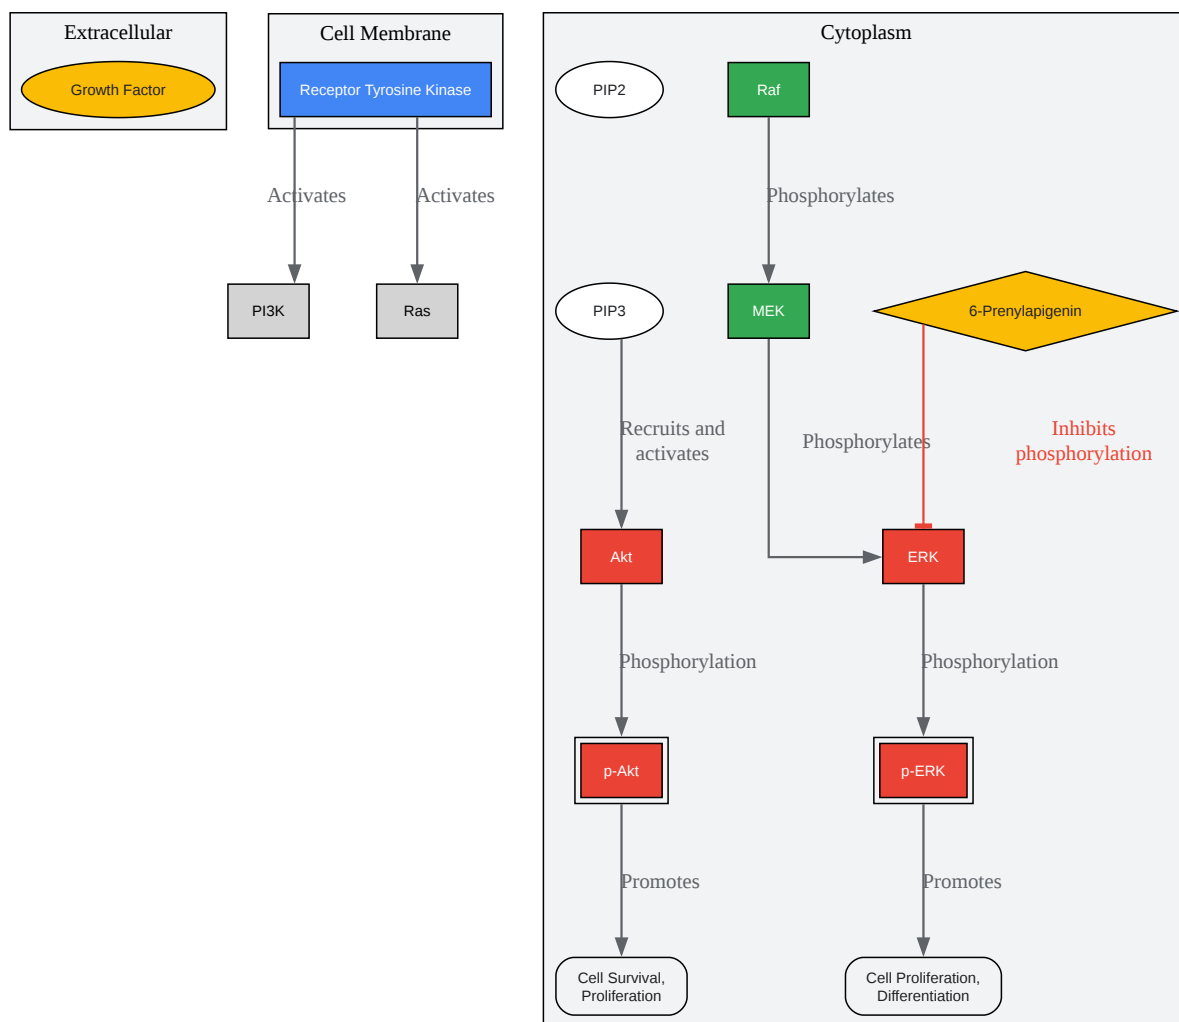 Extracellular
Cell Membrane
Cytoplasm
Growth Factor
Receptor Tyrosine Kinase
PIP2
Raf
Activates
Activates
Phosphorylates
PI3K
Ras
PIP3
MEK
6-Prenylapigenin
Recruits and
activates
Phosphorylates
Inhibits
phosphorylation
Akt
ERK
Phosphorylation
Phosphorylation
p-Akt
p-ERK
Promotes
Promotes
Cell Survival,
Proliferation
Cell Proliferation,
Differentiation